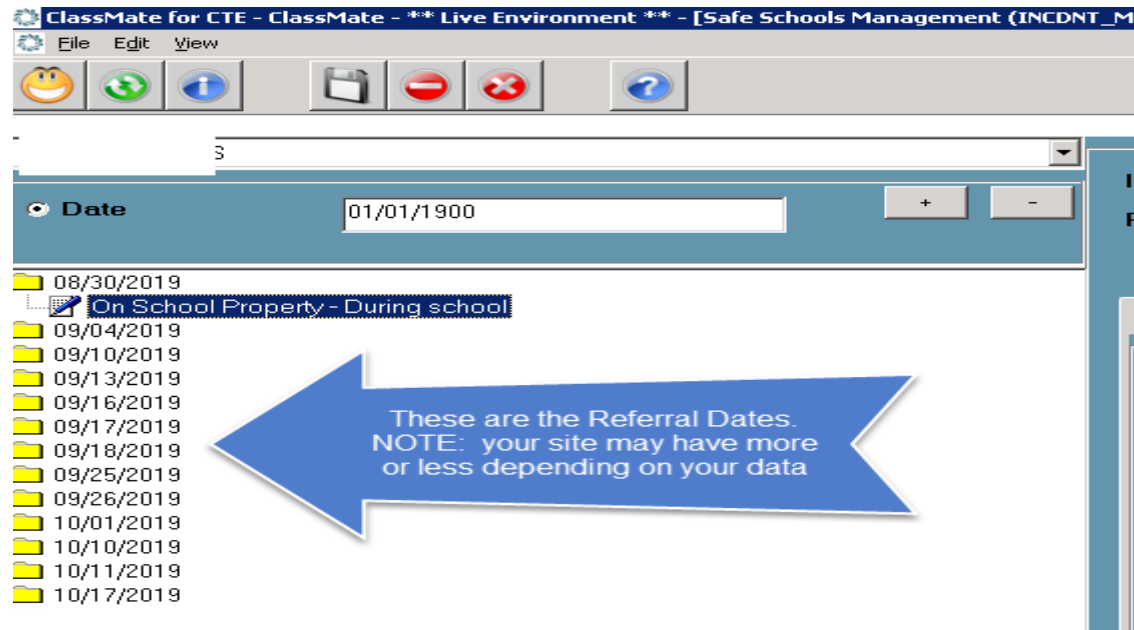 ClassMate for CTE - ClassMate - ** Live Environment ** - [Safe Schools Management (INCDNT_M
File Edit View
S
Date 01/01/1900 + -
08/30/2019
On School Property - During school
09/04/2019
09/10/2019
09/13/2019
09/16/2019
09/17/2019
09/18/2019
09/25/2019
09/26/2019
10/01/2019
10/10/2019
10/11/2019
10/17/2019
These are the Referral Dates.
NOTE: your site may have more
or less depending on your data